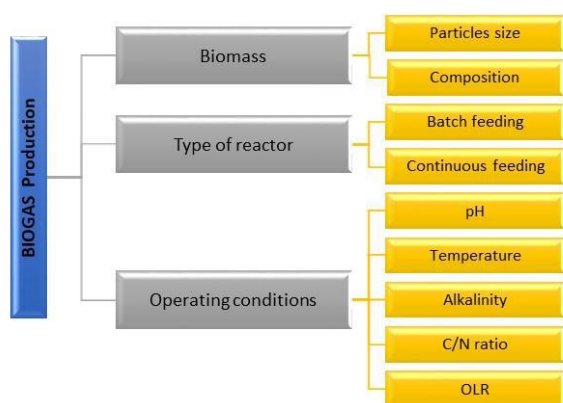 BIOGAS Production
Biomass
Particles size
Composition
Type of reactor
Batch feeding
Continuous feeding
Operating conditions
pH
Temperature
Alkalinity
C/N ratio
OLR